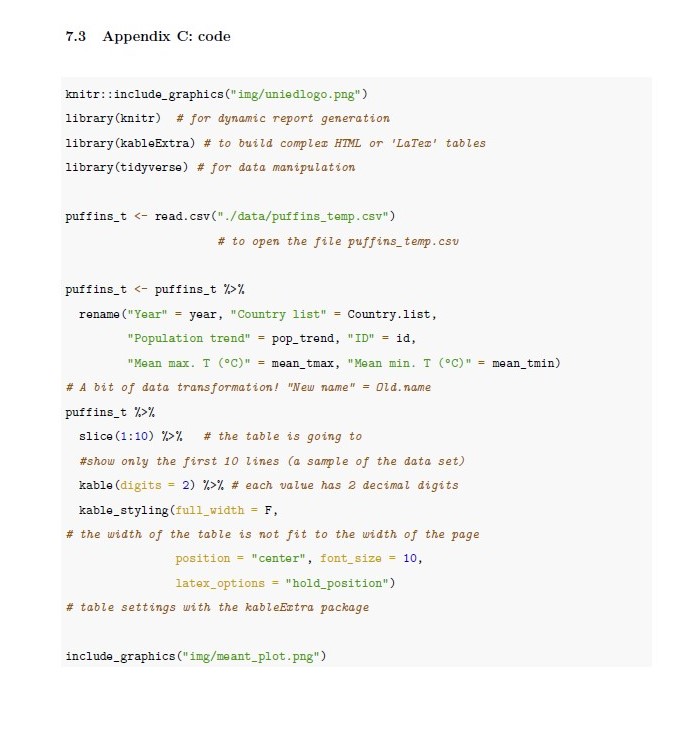 7.3 Appendix C: code
knitr::include_graphics("img/uniedlogo.png")
library(knitr) # for dynamic report generation
library(kableExtra) # to build complex HTML or 'LaTex' tables
library(tidyverse) # for data manipulation
puffins_t <- read.csv("./data/puffins_temp.csv")
# to open the file puffins_temp.csv
puffins_t <- puffins_t %>%
rename("Year" = year, "Country list" = Country.list,
"Population trend" = pop_trend, "ID" = id,
"Mean max. T (°C)" = mean_tmax, "Mean min. T (°C)" = mean_tmin)
# A bit of data transformation! "New name" = Old.name
puffins_t %>%
slice(1:10) %>% # the table is going to
#show only the first 10 lines (a sample of the data set)
kable(digits = 2) %>% # each value has 2 decimal digits
kable_styling(full_width = F,
# the width of the table is not fit to the width of the page
position = "center", font_size = 10,
latex_options = "hold_position")
# table settings with the kableExtra package
include_graphics("img/meant_plot.png")